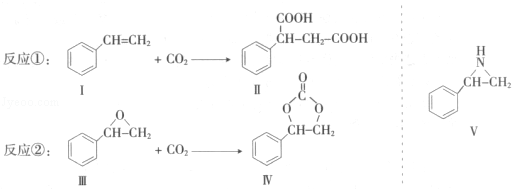 COOH
反应①: CH=CH₂ + CO₂ → CH-CH₂-COOH
I II
O
反应②: O CH-CH₂ + CO₂ → O O CH-CH₂
III IV
H
N
CH-CH₂
V